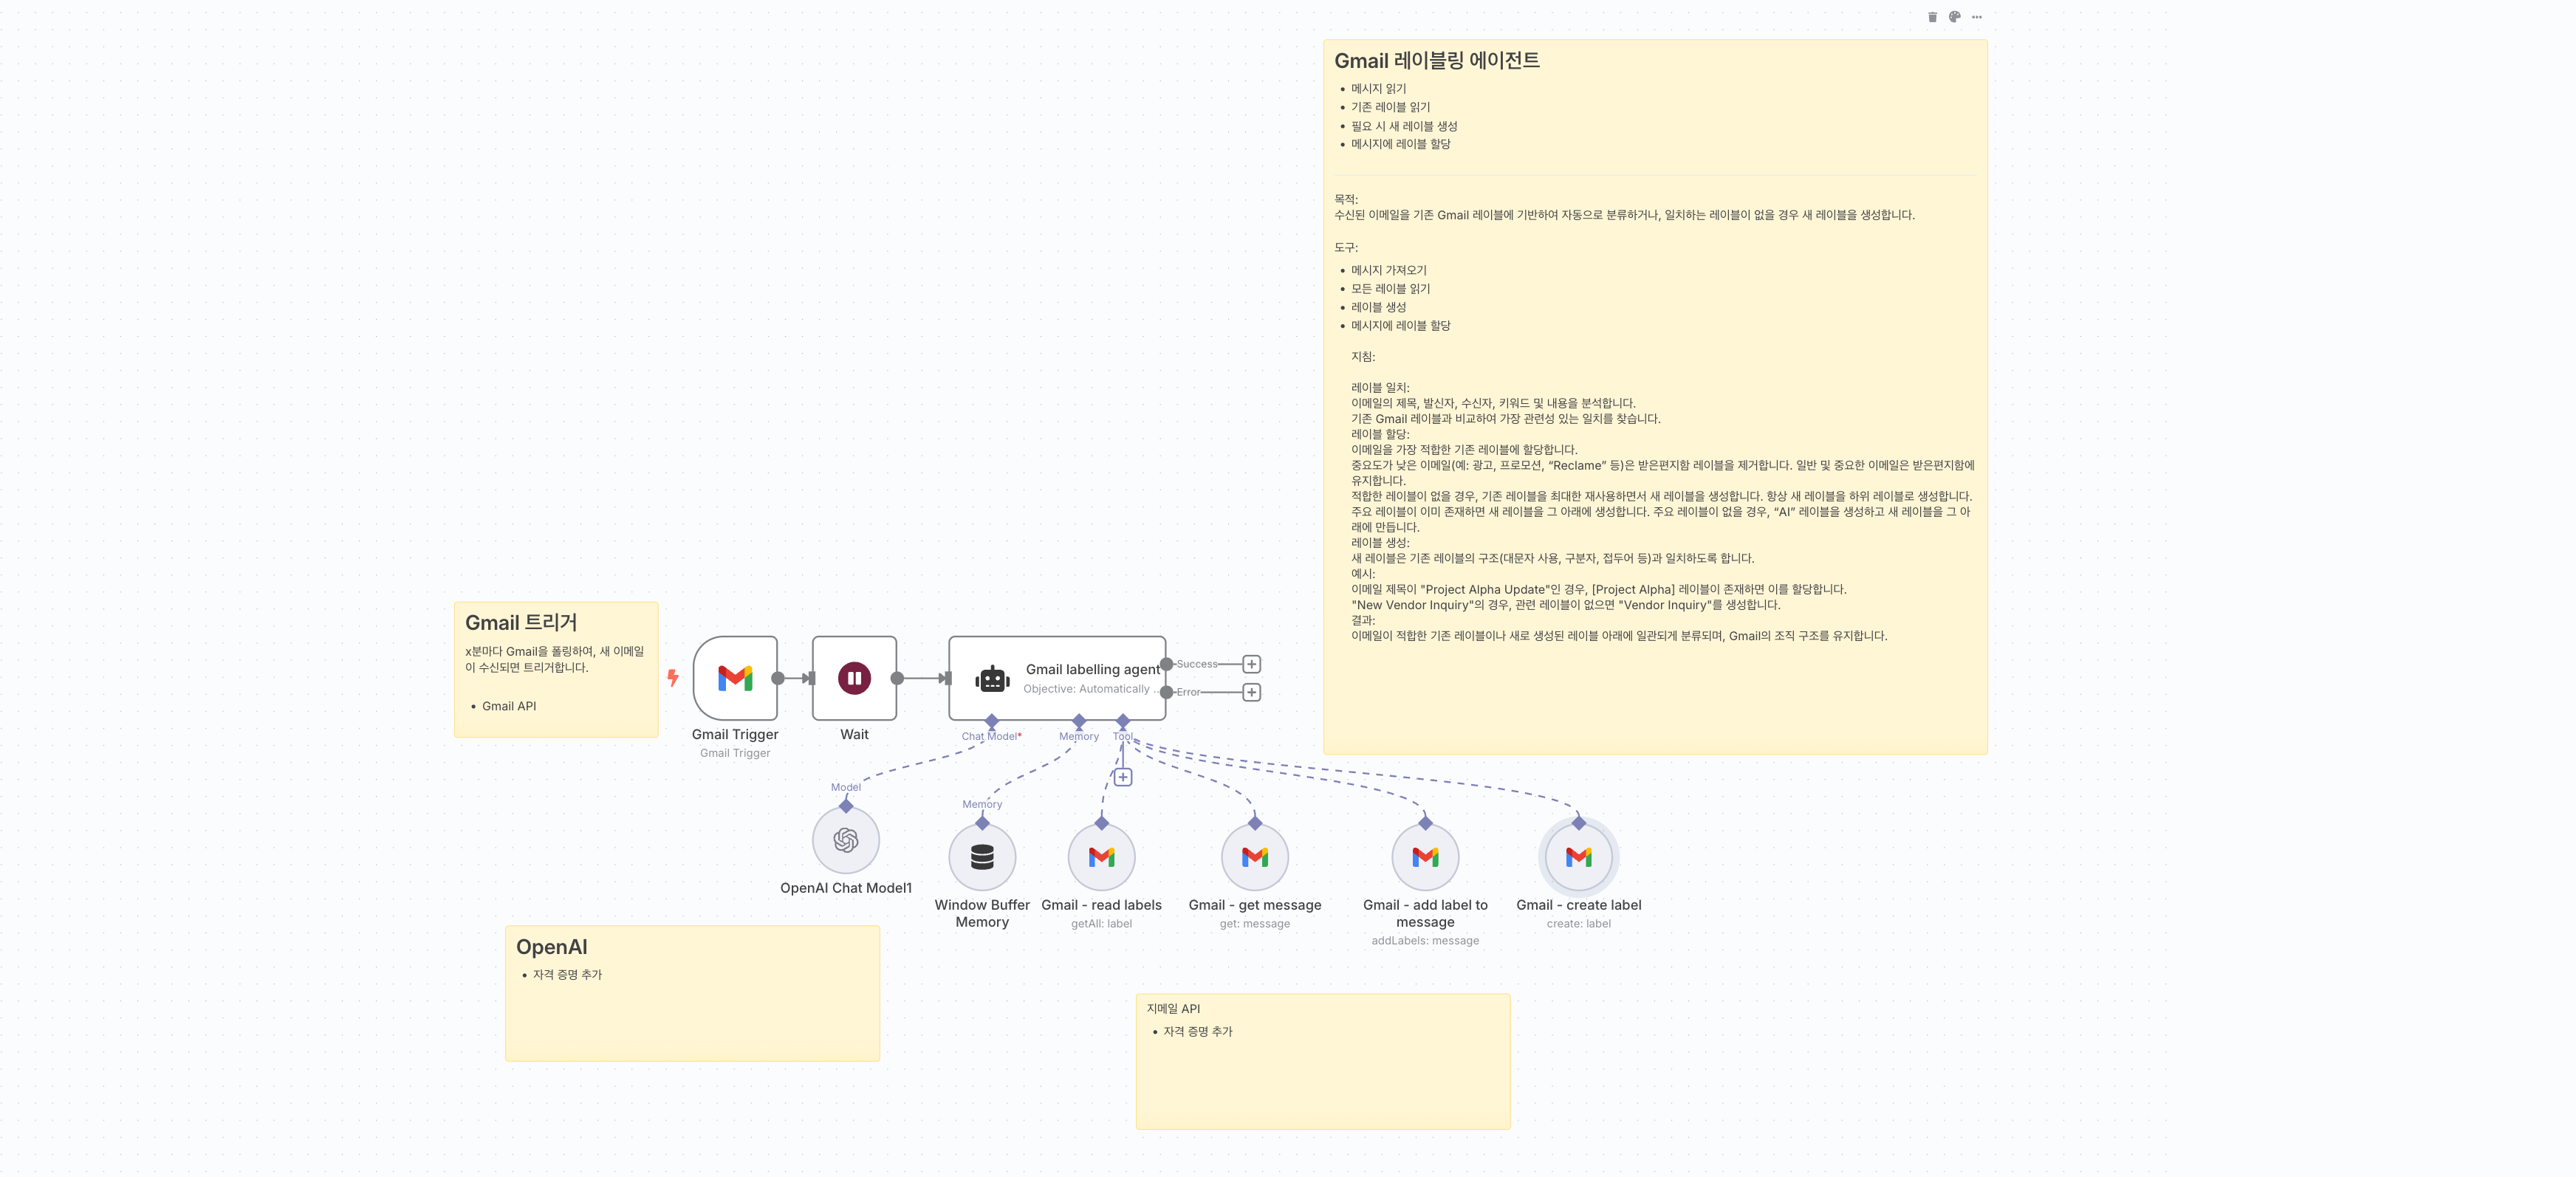 Gmail 레이블링 에이전트
• 메시지 읽기
• 기존 레이블 읽기
• 필요 시 새 레이블 생성
• 메시지에 레이블 할당
목적:
수신된 이메일을 기존 Gmail 레이블에 기반하여 자동으로 분류하거나, 일치하는 레이블이 없을 경우 새 레이블을 생성합니다.
도구:
• 메시지 가져오기
• 모든 레이블 읽기
• 레이블 생성
• 메시지에 레이블 할당
지침:
레이블 일치:
이메일의 제목, 발신자, 수신자, 키워드 및 내용을 분석합니다.
기존 Gmail 레이블과 비교하여 가장 관련성 있는 일치를 찾습니다.
레이블 할당:
이메일을 가장 적합한 기존 레이블에 할당합니다.
중요도가 낮은 이메일(예: 광고, 프로모션, “Reclame” 등)은 받은편지함 레이블을 제거합니다. 일반 및 중요한 이메일은 받은편지함에
유지합니다.
적합한 레이블이 없을 경우, 기존 레이블을 최대한 재사용하면서 새 레이블을 생성합니다. 항상 새 레이블을 하위 레이블로 생성합니다.
주요 레이블이 이미 존재하면 새 레이블을 그 아래에 생성합니다. 주요 레이블이 없을 경우, “AI” 레이블을 생성하고 새 레이블을 그 아
래에 만듭니다.
레이블 생성:
새 레이블은 기존 레이블의 구조(대문자 사용, 구분자, 접두어 등)과 일치하도록 합니다.
예시:
이메일 제목이 "Project Alpha Update"인 경우, [Project Alpha] 레이블이 존재하면 이를 할당합니다.
"New Vendor Inquiry"의 경우, 관련 레이블이 없으면 "Vendor Inquiry"를 생성합니다.
결과:
이메일이 적합한 기존 레이블이나 새로 생성된 레이블 아래에 일관되게 분류되며, Gmail의 조직 구조를 유지합니다.
Gmail 트리거
x분마다 Gmail을 폴링하여, 새 이메일
이 수신되면 트리거합니다.
• Gmail API
Gmail Trigger
Gmail Trigger
Wait
Gmail labelling agent
Objective: Automatically ...
Success
Error
Chat Model*
Memory
Tool
Model
Memory
OpenAI Chat Model1
Window Buffer
Memory
Gmail - read labels
getAll: label
Gmail - get message
get: message
Gmail - add label to
message
addLabels: message
Gmail - create label
create: label
OpenAI
• 자격 증명 추가
지메일 API
• 자격 증명 추가